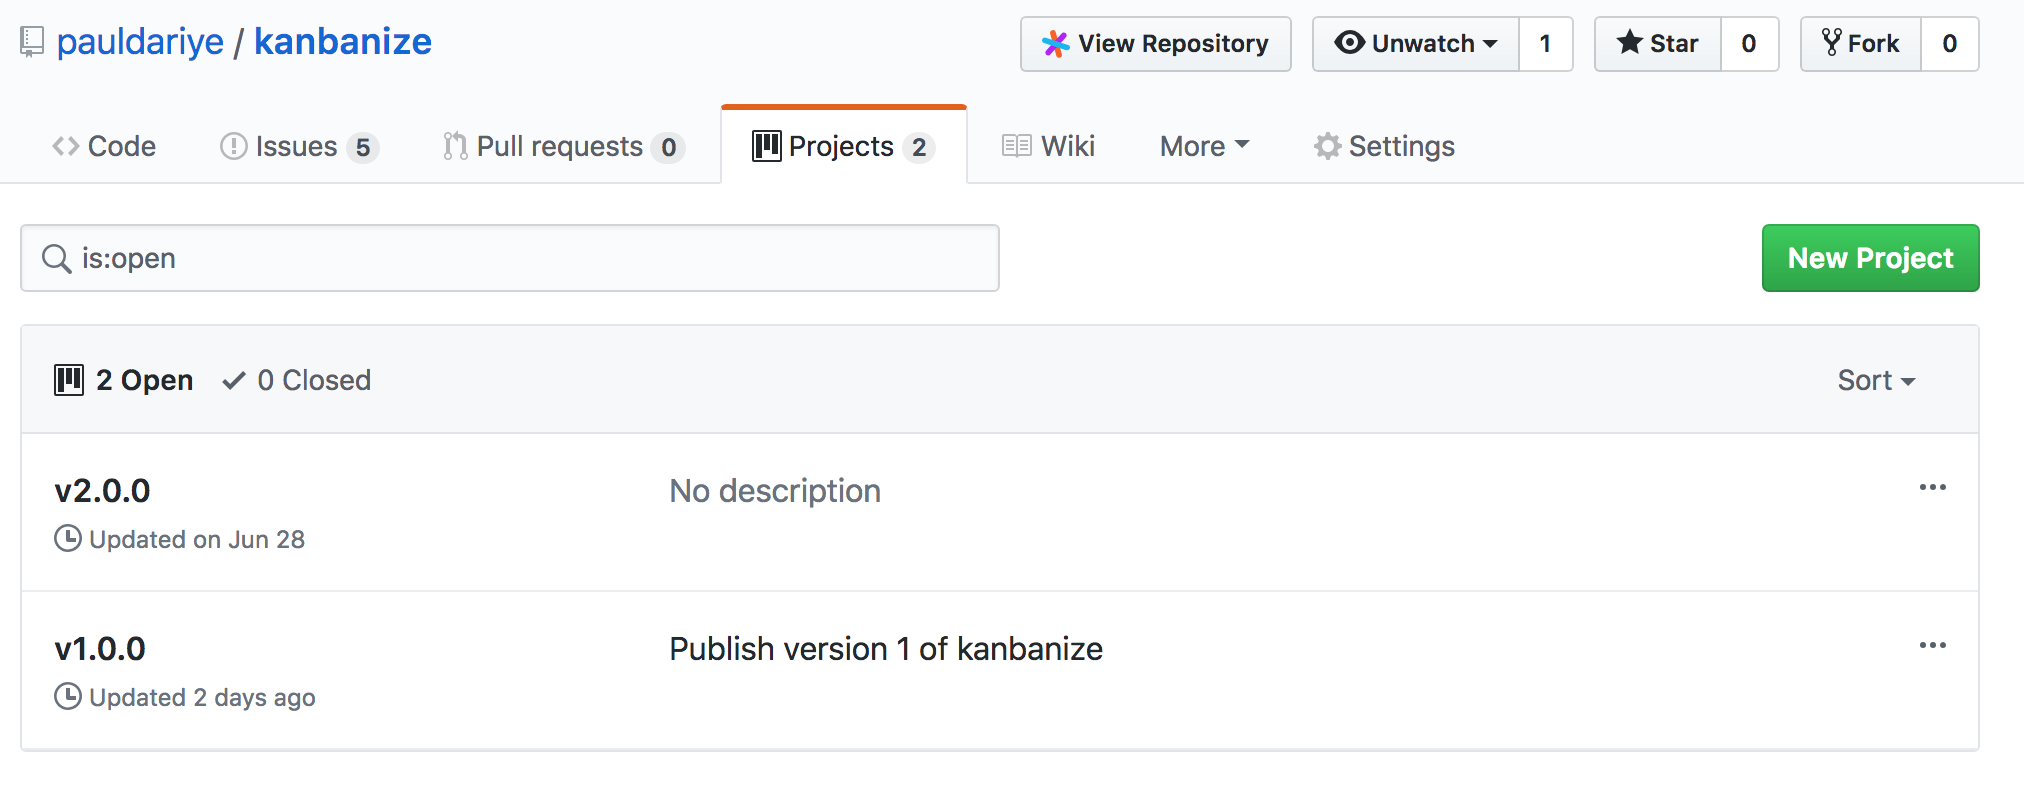 pauldariye / kanbanize
View Repository Unwatch 1 Star 0 Fork 0
Code Issues 5 Pull requests 0 Projects 2 Wiki More Settings
is:open New Project
2 Open 0 Closed Sort
v2.0.0 No description
Updated on Jun 28
v1.0.0 Publish version 1 of kanbanize
Updated 2 days ago